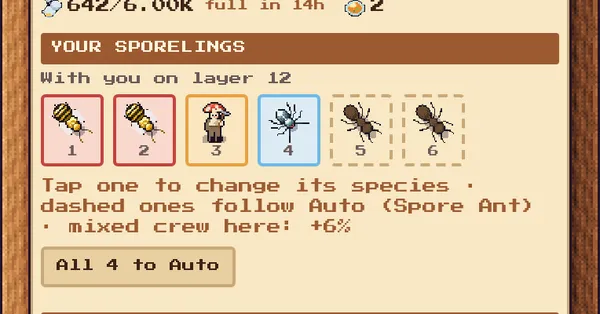 642/6.00K full in 14h 2
YOUR SPORELINGS
With you on layer 12
1 2 3 4 5 6
Tap one to change its species ·
dashed ones follow Auto (Spore Ant)
· mixed crew here: +6%
All 4 to Auto